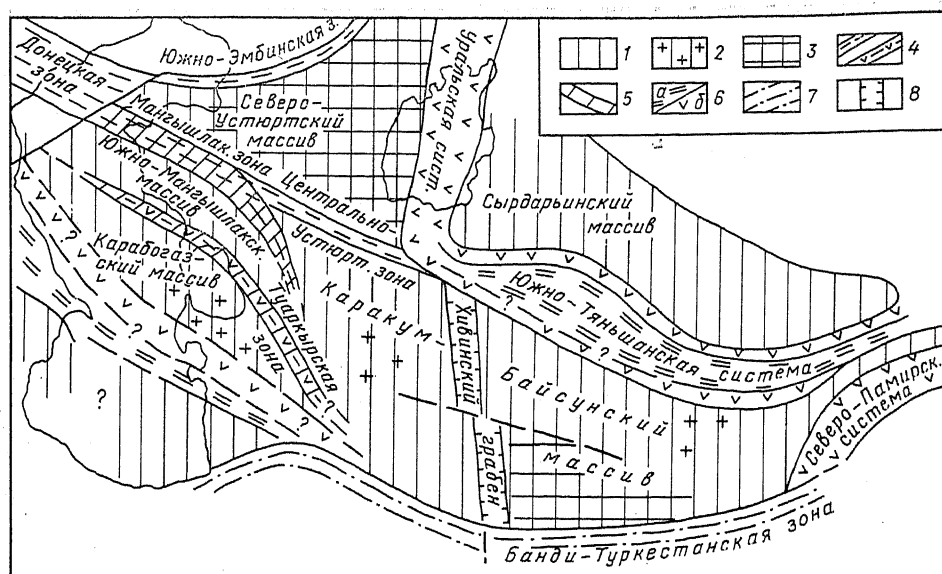 Донецкая
зона
Южно-Эмбинская з.
Уральская сист.
Северо-
Устюртский
массив
1
2
3
4
5
а б 6
7
8
Мангышлак. зона
Центрально-
Устюрт. зона
Южно-Мангышлакск.
массив
Сырдарьинский
массив
Карабогаз-
ский массив
Туаркырская
зона
Южно-Тяньшанская
система
Каракум-
Байсунский
массив
Хивинский
грабен
Северо-Памирск.
система
Банди-Туркестанская зона
?
?
?
?
?
?
?
?